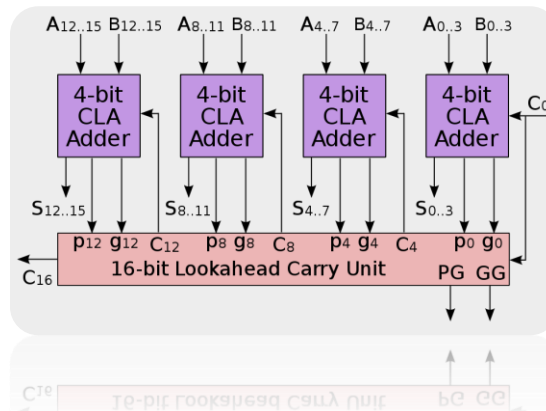 A12..15 B12..15 A8..11 B8..11 A4..7 B4..7 A0..3 B0..3
4-bit CLA Adder
4-bit CLA Adder
4-bit CLA Adder
4-bit CLA Adder
C0
S12..15 S8..11 S4..7 S0..3
p12 g12 C12 p8 g8 C8 p4 g4 C4 p0 g0
16-bit Lookahead Carry Unit
PG GG
C16